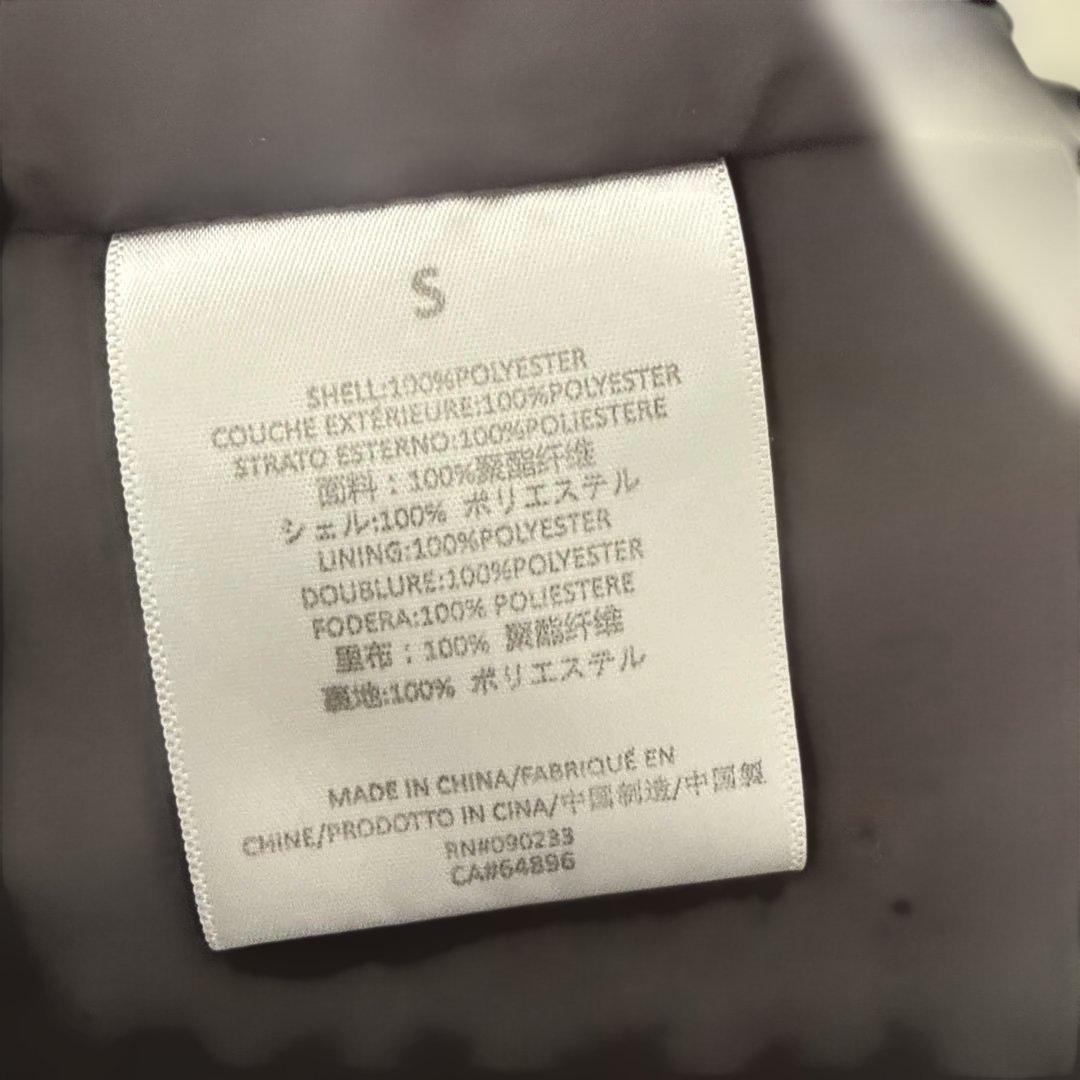 S
SHELL:100%POLYESTER
COUCHE EXTÉRIEURE:100%POLYESTER
STRATO ESTERNO:100%POLIESTERE
面料：100%聚酯纤维
シェル:100% ポリエステル
LINING:100%POLYESTER
DOUBLURE:100%POLYESTER
FODERA:100% POLIESTERE
里布：100% 聚酯纤维
裏地:100% ポリエステル
MADE IN CHINA/FABRIQUÉ EN
CHINE/PRODOTTO IN CINA/中国制造/中国製
RN#090233
CA#64896